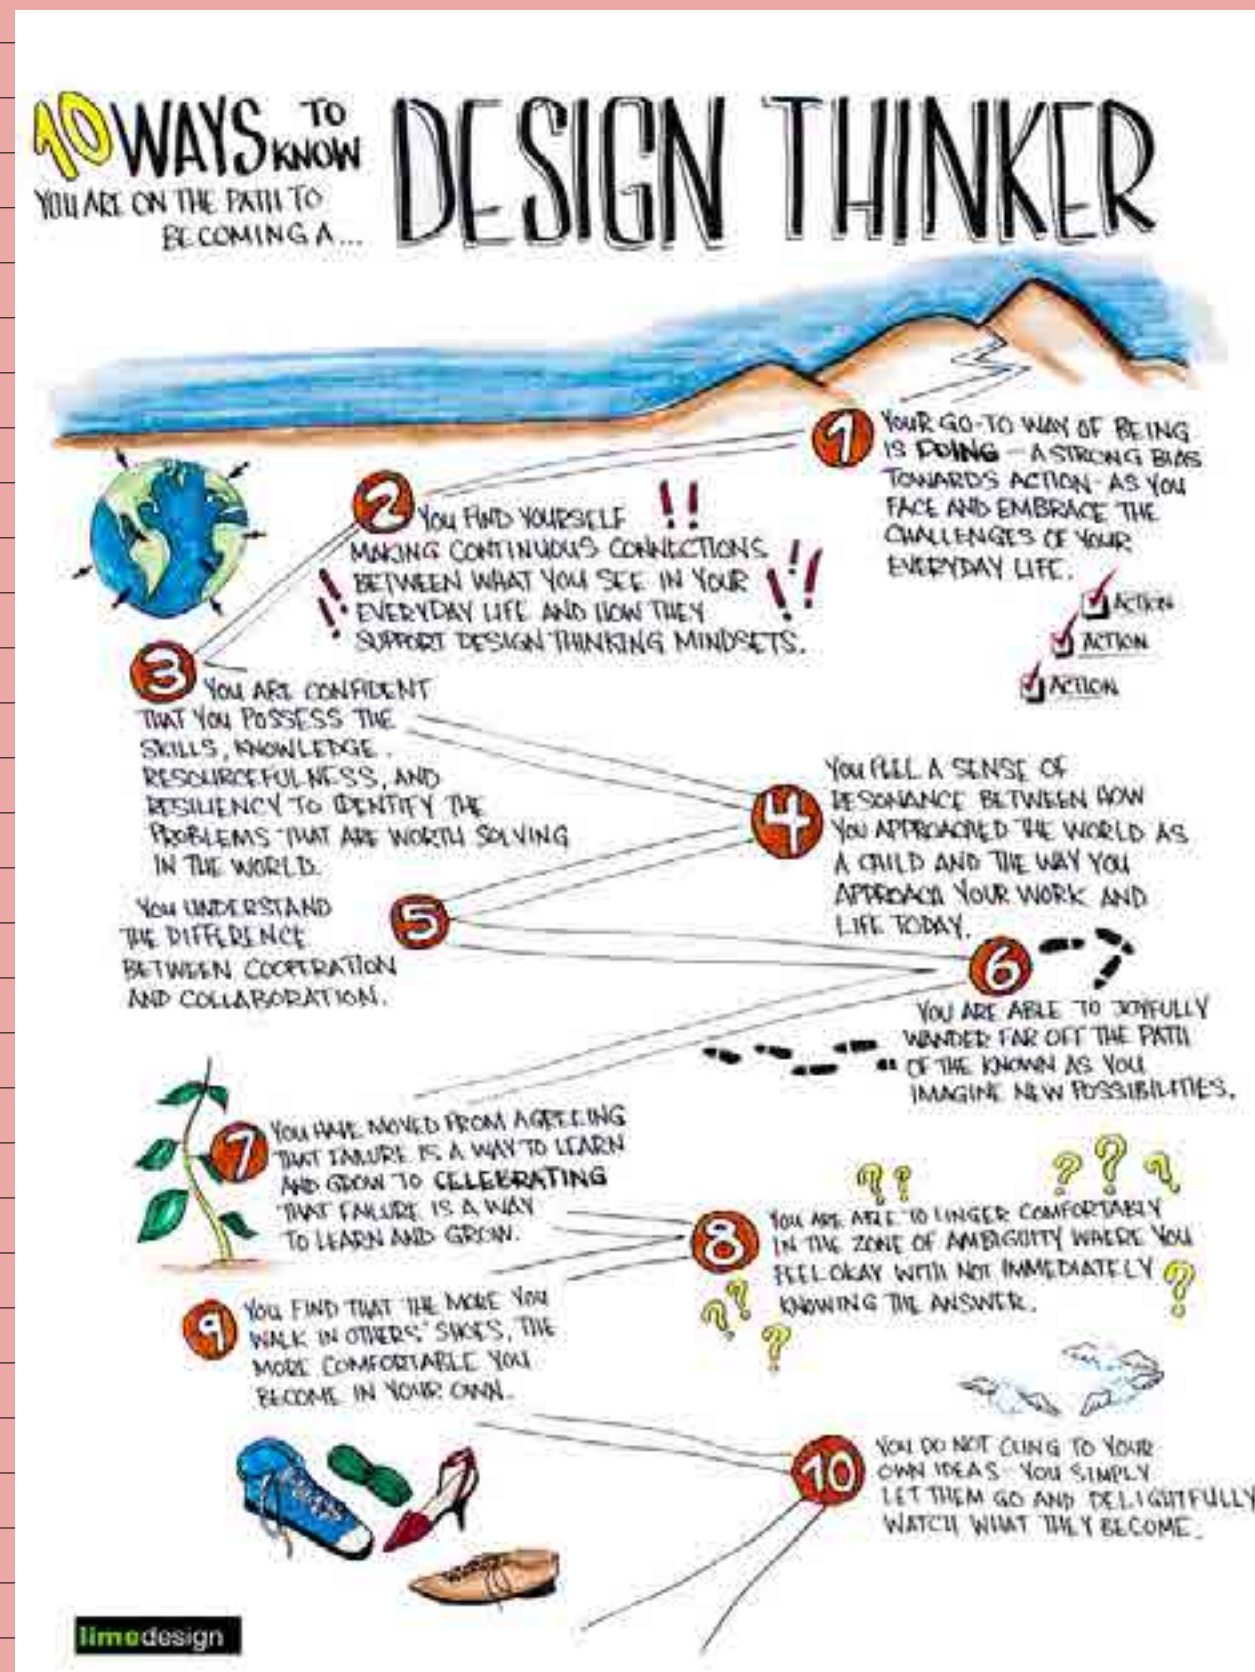 10 WAYS TO KNOW
YOU ARE ON THE PATH TO
BECOMING A...
DESIGN THINKER
1
YOUR GO-TO WAY OF BEING
IS DOING - A STRONG BIAS
TOWARDS ACTION - AS YOU
FACE AND EMBRACE THE
CHALLENGES OF YOUR
EVERYDAY LIFE.
ACTION
ACTION
ACTION
2
YOU FIND YOURSELF !!
MAKING CONTINUOUS CONNECTIONS
BETWEEN WHAT YOU SEE IN YOUR
EVERYDAY LIFE AND HOW THEY
SUPPORT DESIGN THINKING MINDSETS.
3
YOU ARE CONFIDENT
THAT YOU POSSESS THE
SKILLS, KNOWLEDGE,
RESOURCEFULNESS, AND
RESILIENCY TO IDENTIFY THE
PROBLEMS THAT ARE WORTH SOLVING
IN THE WORLD.
4
YOU FEEL A SENSE OF
RESONANCE BETWEEN HOW
YOU APPROACHED THE WORLD AS
A CHILD AND THE WAY YOU
APPROACH YOUR WORK AND
LIFE TODAY.
5
YOU UNDERSTAND
THE DIFFERENCE
BETWEEN COOPERATION
AND COLLABORATION.
6
YOU ARE ABLE TO JOYFULLY
WANDER FAR OFF THE PATH
OF THE KNOWN AS YOU
IMAGINE NEW POSSIBILITIES.
7
YOU HAVE MOVED FROM AGREEING
THAT FAILURE IS A WAY TO LEARN
AND GROW TO CELEBRATING
THAT FAILURE IS A WAY
TO LEARN AND GROW.
8
YOU ARE ABLE TO LINGER COMFORTABLY
IN THE ZONE OF AMBIGUITY WHERE YOU
FEEL OKAY WITH NOT IMMEDIATELY
KNOWING THE ANSWER.
9
YOU FIND THAT THE MORE YOU
WALK IN OTHERS' SHOES, THE
MORE COMFORTABLE YOU
BECOME IN YOUR OWN.
10
YOU DO NOT CLING TO YOUR
OWN IDEAS YOU SIMPLY
LET THEM GO AND DELIGHTFULLY
WATCH WHAT THEY BECOME.
limedesign